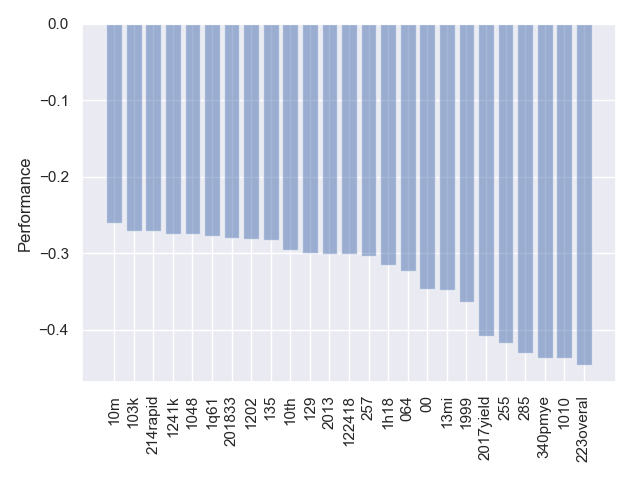 0.0
−0.1
−0.2
−0.3
−0.4
Performance
10m
103k
214rapid
1241k
1048
1q61
201833
1202
135
10th
129
2013
122418
257
1h18
064
00
13mi
1999
2017yield
255
285
340pmye
1010
223overal